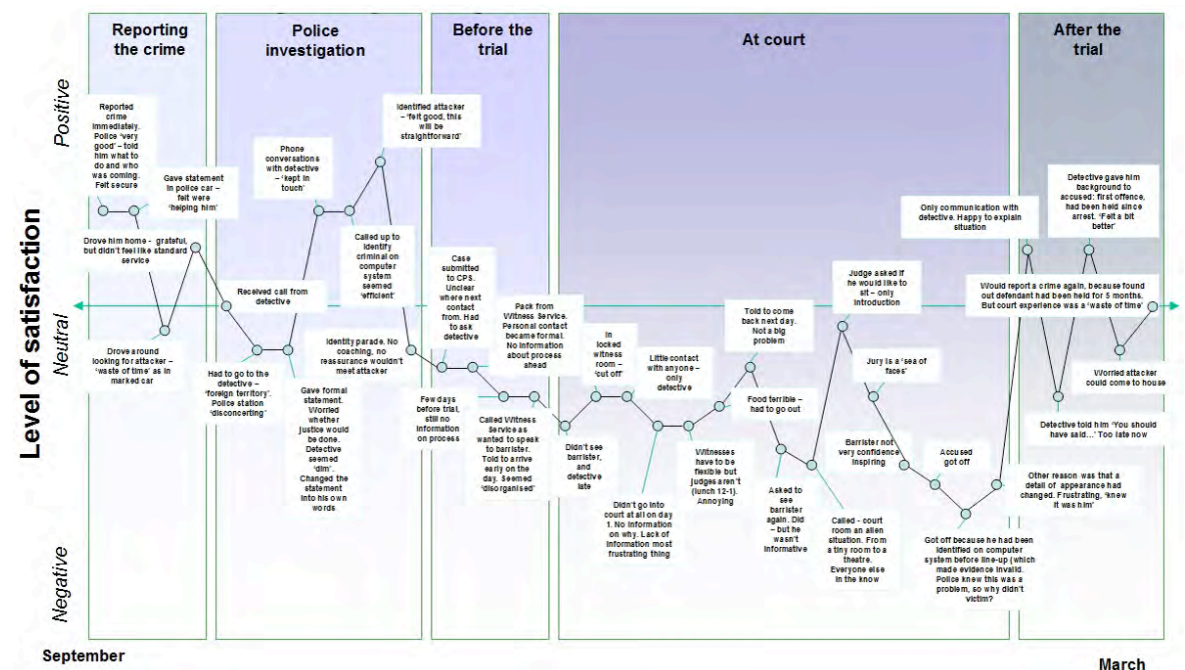 Reporting
the crime
Police
investigation
Before the
trial
At court
After the
trial
Level of satisfaction
Positive
Neutral
Negative
Reported
crime
immediately.
Police ‘very
good’ – told
him what to
do and who
was coming.
Felt secure
Gave statement
in police car –
felt were
‘helping him’
Drove him home - grateful,
but didn’t feel like standard
service
Drove around
looking for attacker –
‘waste of time’ as in
marked car
Received call from
detective
Had to go to the
detective – ‘foreign
territory’.
Police station
‘disconcerting’
Gave formal
statement.
Worried
whether
justice would
be done.
Detective
seemed
‘dim’.
Changed the
statement
into his own
words
Phone
conversations
with detective
– ‘kept in
touch’
Called up to
identify
criminal on
computer
system
seemed
‘efficient’
Identified attacker
– ‘felt good, this
will be
straightforward’
Identity parade. No
coaching, no
reassurance wouldn’t
meet attacker
Case
submitted
to CPS.
Unclear
where next
contact
from. Had
to ask
detective
Few days
before trial,
still no
information
on process
Pack from
Witness Service.
Personal contact
became formal.
No information
about process
ahead
Called Witness
Service as
wanted to speak
to barrister.
Told to arrive
early on the
day. Seemed
‘disorganised’
Didn’t see
barrister,
and
detective
late
In
locked
witness
room –
‘cut off’
Little contact
with anyone –
only
detective
Didn’t go into
court at all on day
1. No information
on why. Lack of
information most
frustrating thing
Witnesses
have to be
flexible but
judges aren’t
(lunch 12-1).
Annoying
Told to come
back next day.
Not a big
problem
Food terrible –
had to go out
Asked to
see
barrister
again. Did
– but he
wasn’t
informative
Called - court
room an alien
situation. From
a tiny room to a
theatre.
Everyone else
in the know
Judge asked if
he would like to
sit – only
introduction
Jury is a ‘sea of
faces’
Barrister not
very confidence
inspiring
Accused
got off
Got off because he had been
identified on computer
system before line-up (which
made evidence invalid.
Police knew this was a
problem, so why didn’t
victim?
Other reason was that a
detail of appearance had
changed. Frustrating, ‘knew
it was him’
Only communication with
detective. Happy to explain
situation
Would report a crime again, because found
out defendant had been held for 5 months.
But court experience was a ‘waste of time’
Detective told him ‘You should
have said...’ Too late now
Detective gave him
background to
accused: first offence,
had been held since
arrest. ‘Felt a bit
better’
Worried attacker
could come to house
September
March